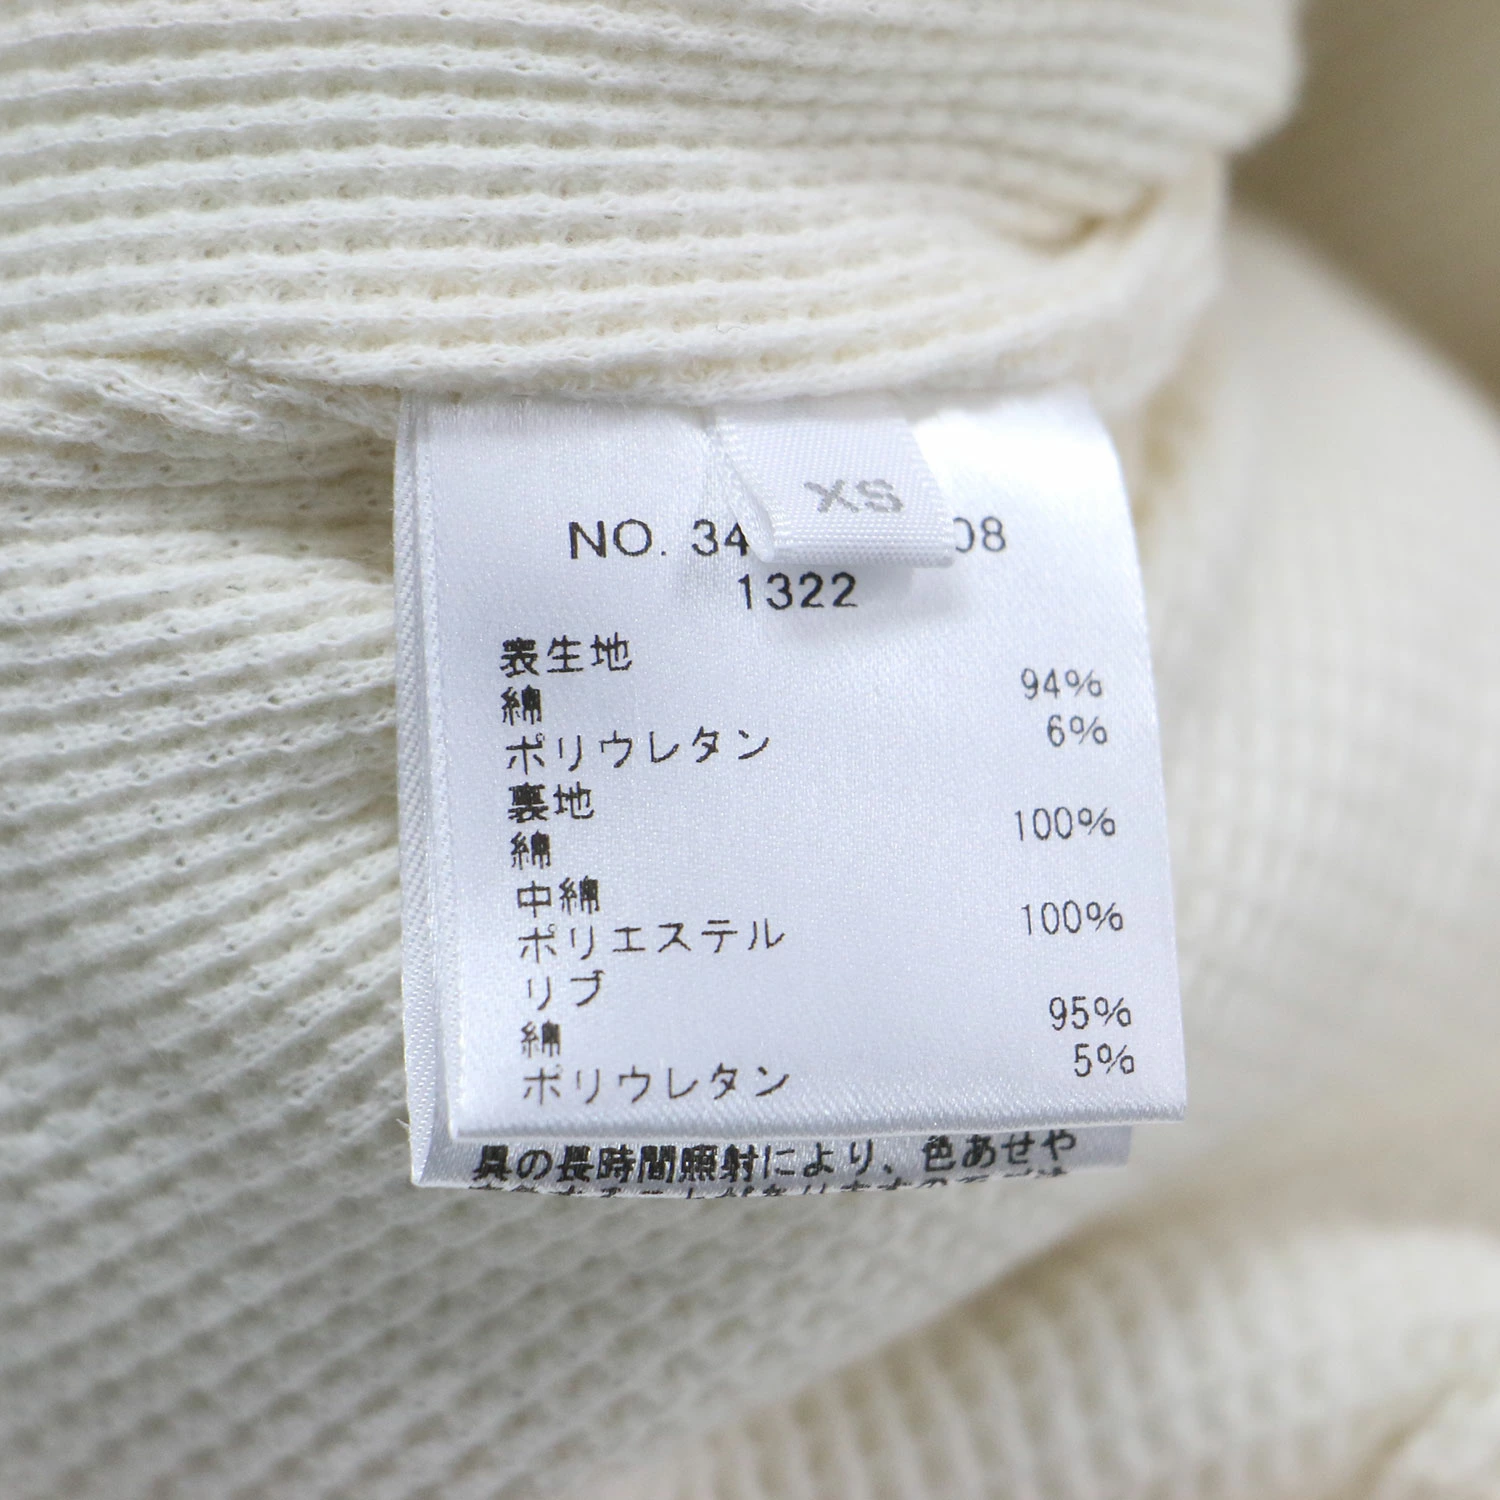 XS
NO. 34 08
1322
表生地
綿 94%
ポリウレタン 6%
裏地
綿 100%
中綿
ポリエステル 100%
リブ
綿 95%
ポリウレタン 5%
具の長時間照射により、色あせや